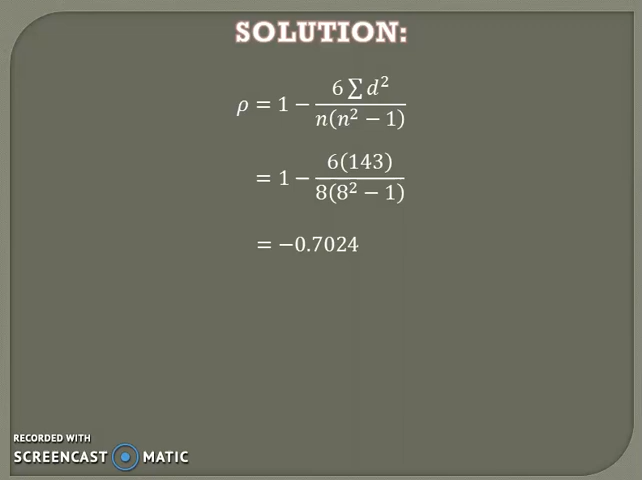 SOLUTION:
ρ = 1 − 6 ∑ d² / n(n² − 1)
= 1 − 6(143) / 8(8² − 1)
= −0.7024
RECORDED WITH
SCREENCAST MATIC